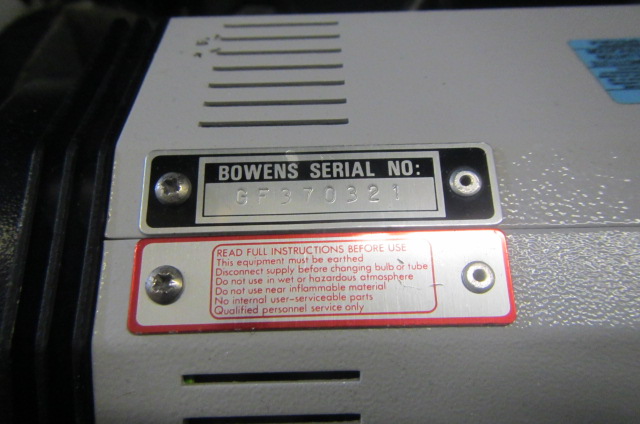 BOWENS SERIAL NO:
GF370321
READ FULL INSTRUCTIONS BEFORE USE
This equipment must be earthed
Disconnect supply before changing bulb or tube
Do not use in wet or hazardous atmosphere
Do not use near inflammable material
No internal user-serviceable parts
Qualified personnel service only